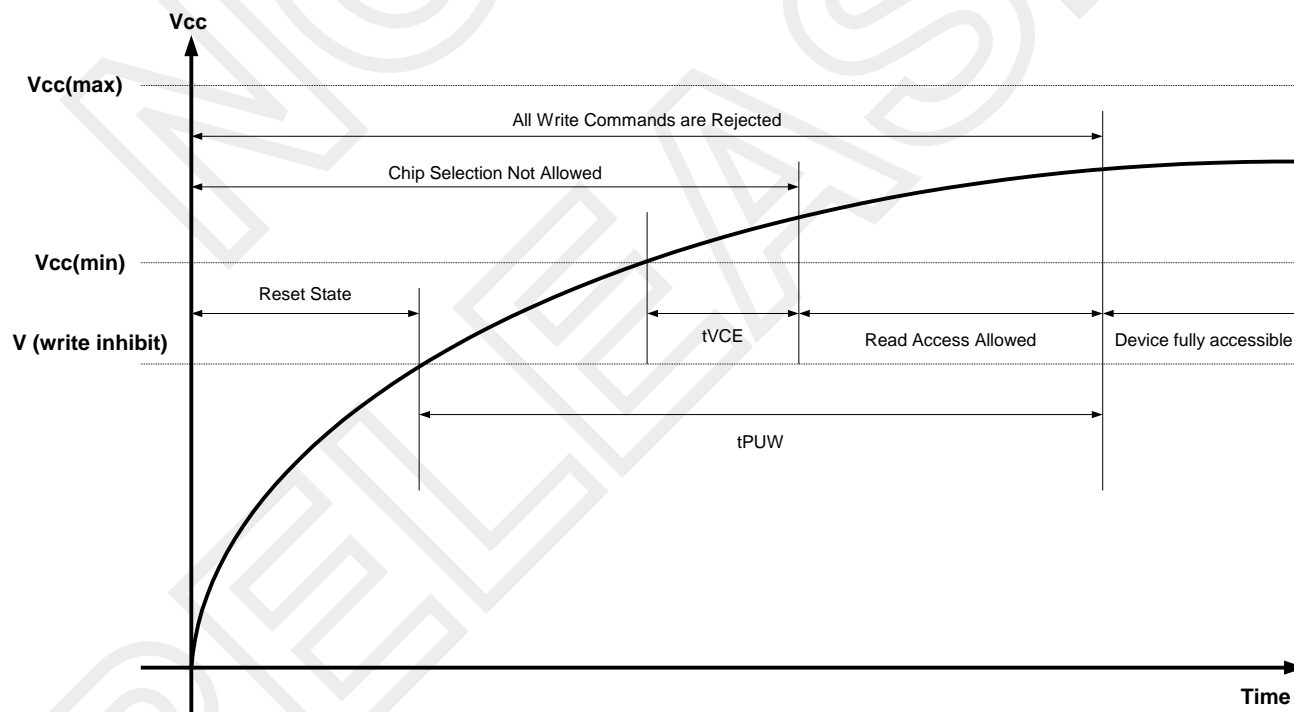 Vcc
Vcc(max)
All Write Commands are Rejected
Chip Selection Not Allowed
Vcc(min)
Reset State
V (write inhibit)
tVCE
Read Access Allowed
Device fully accessible
tPUW
Time